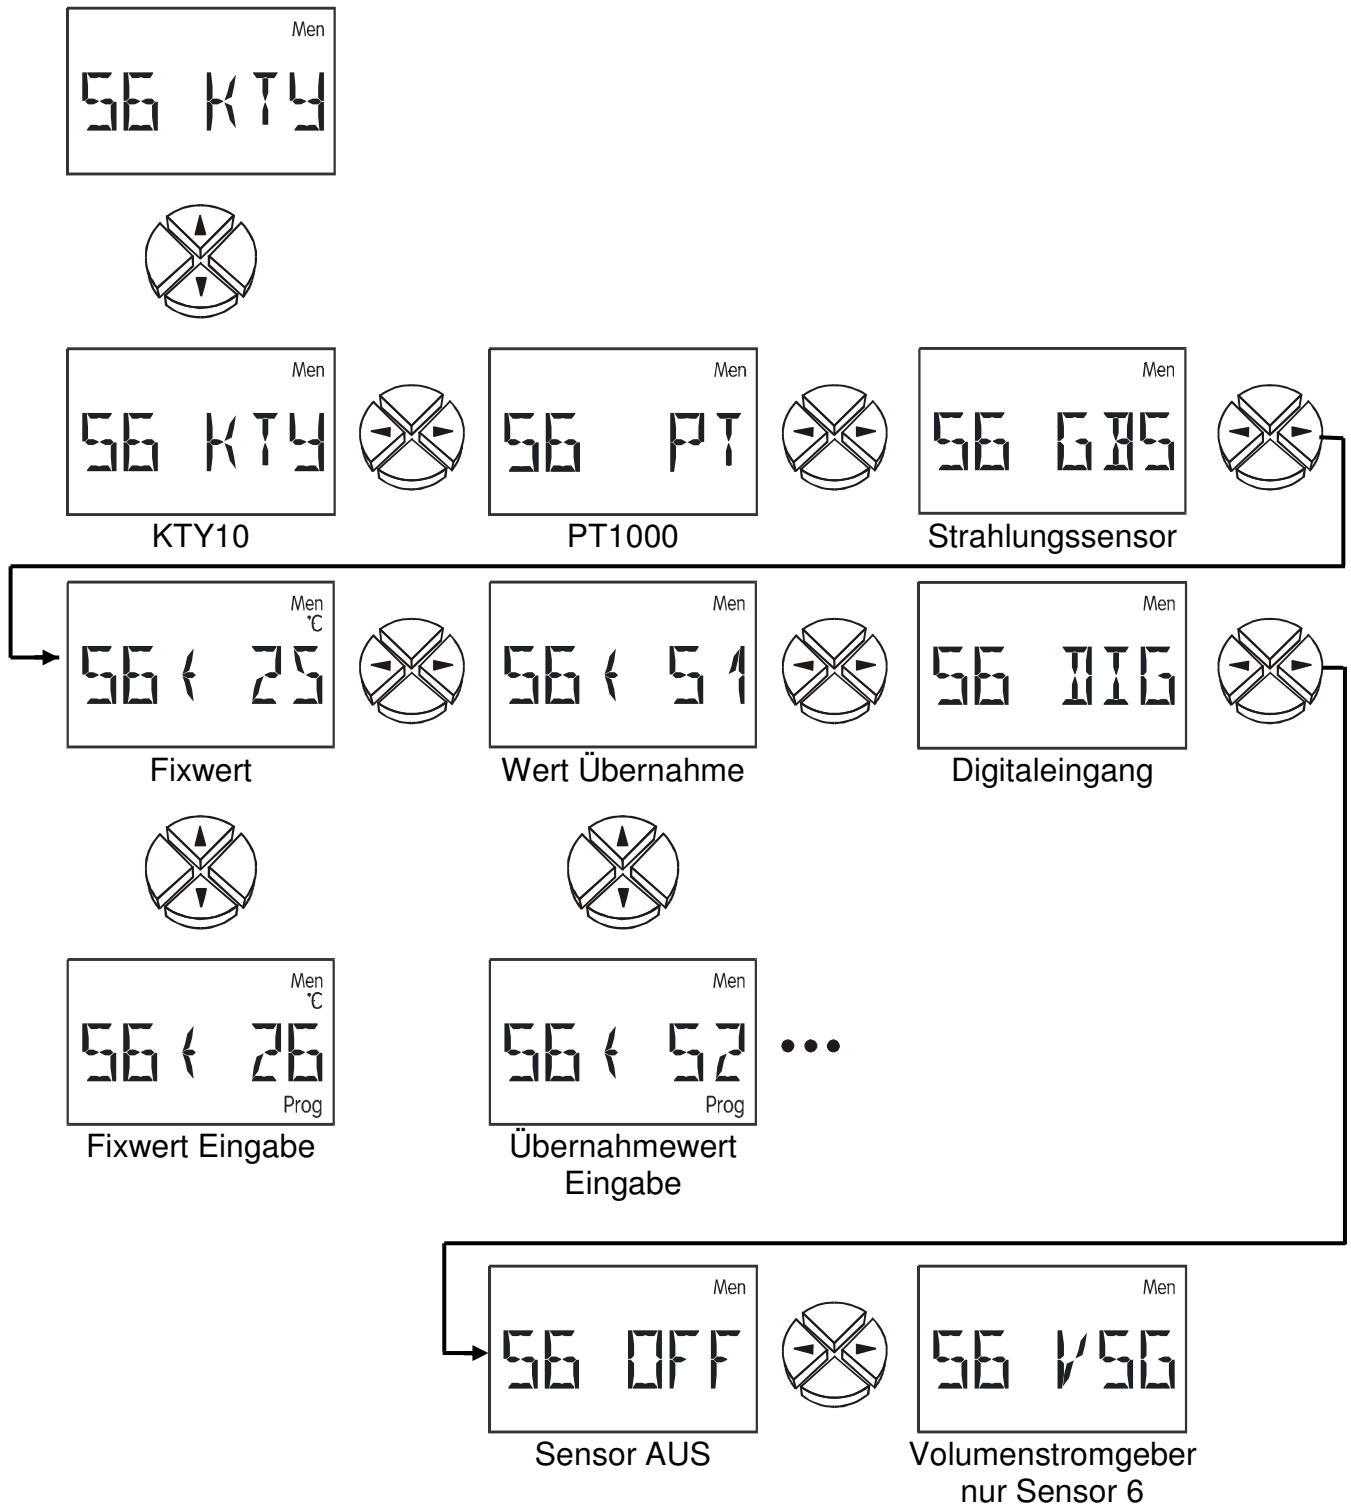 Men
S6 KTY
Men
S6 KTY
Men
S6 PT
Men
S6 GBS
KTY10
PT1000
Strahlungssensor
Men
°C
S6 < 25
Men
S6 < S1
Men
S6 DIG
Fixwert
Wert Übernahme
Digitaleingang
Men
°C
S6 < 26
Prog
Men
S6 < S2
Prog
Fixwert Eingabe
Übernahmewert
Eingabe
Men
S6 OFF
Men
S6 VSG
Sensor AUS
Volumenstromgeber
nur Sensor 6